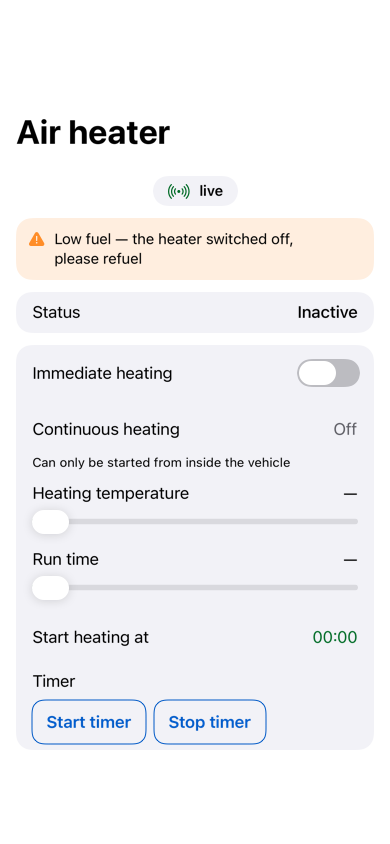 Air heater
live
Low fuel — the heater switched off,
please refuel
Status Inactive
Immediate heating
Continuous heating Off
Can only be started from inside the vehicle
Heating temperature —
Run time —
Start heating at 00:00
Timer
Start timer Stop timer